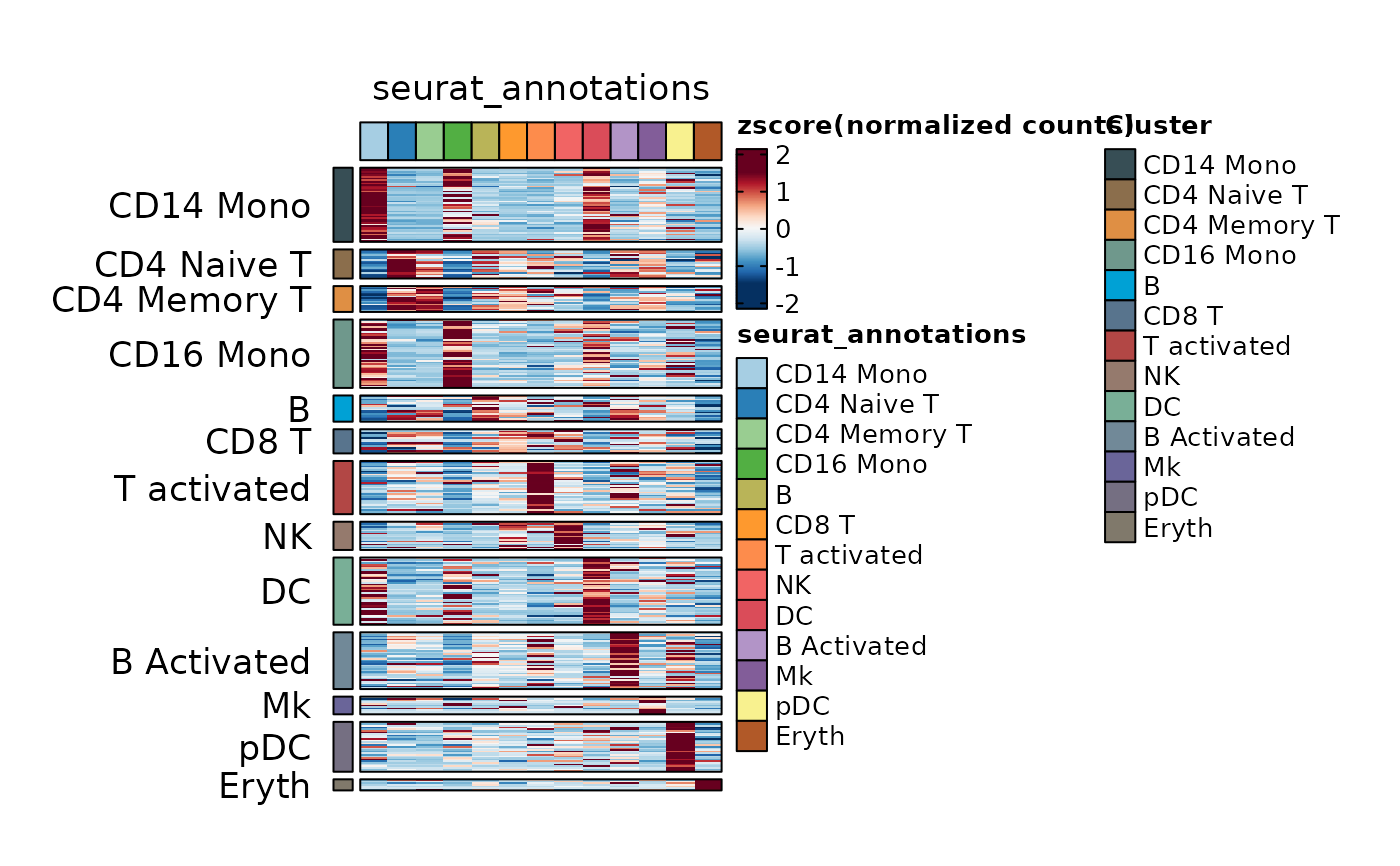 seurat_annotations
CD14 Mono
CD4 Naive T
CD4 Memory T
CD16 Mono
B
CD8 T
T activated
NK
DC
B Activated
Mk
pDC
Eryth
zscore(normalized counts)
2
1
0
-1
-2
seurat_annotations
CD14 Mono
CD4 Naive T
CD4 Memory T
CD16 Mono
B
CD8 T
T activated
NK
DC
B Activated
Mk
pDC
Eryth
Cluster
CD14 Mono
CD4 Naive T
CD4 Memory T
CD16 Mono
B
CD8 T
T activated
NK
DC
B Activated
Mk
pDC
Eryth